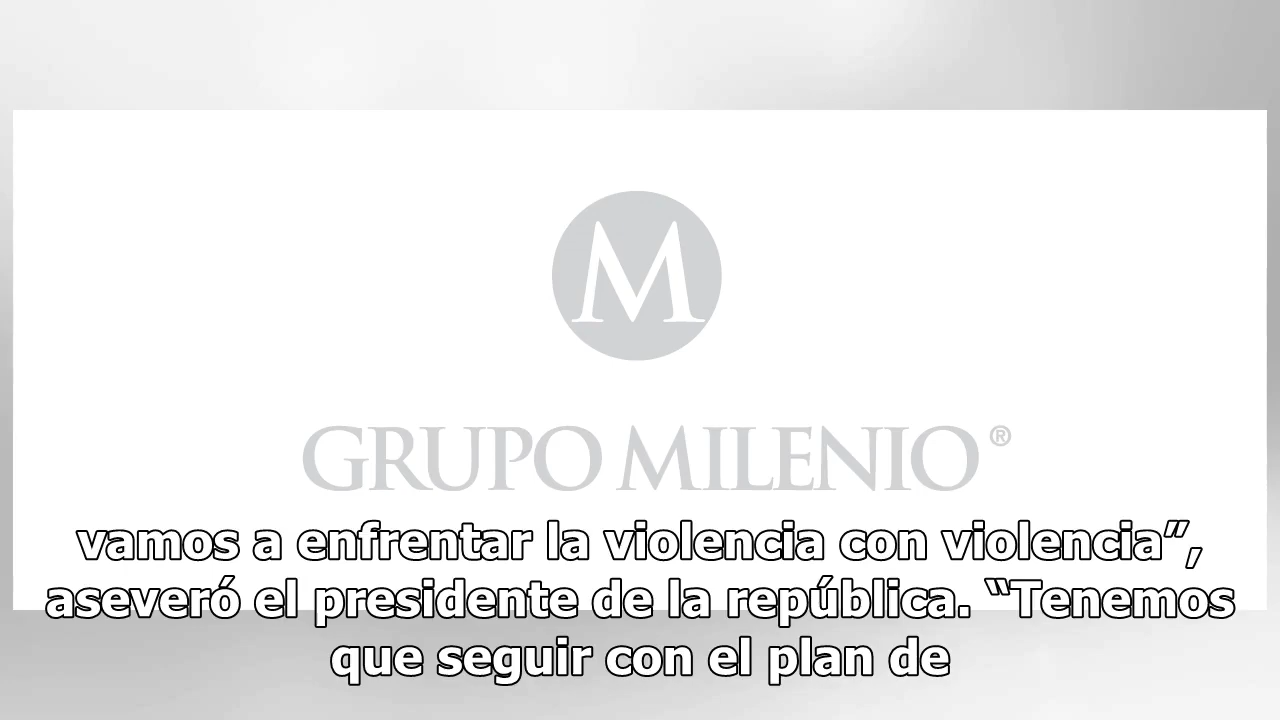 M
GRUPO MILENIO®
vamos a enfrentar la violencia con violencia”,
aseveró el presidente de la república. “Tenemos
que seguir con el plan de